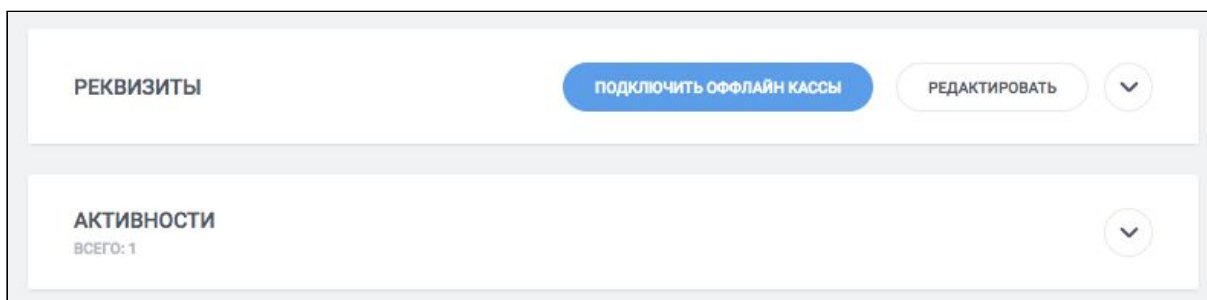 РЕКВИЗИТЫ ПОДКЛЮЧИТЬ ОФФЛАЙН КАССЫ РЕДАКТИРОВАТЬ
АКТИВНОСТИ
ВСЕГО: 1